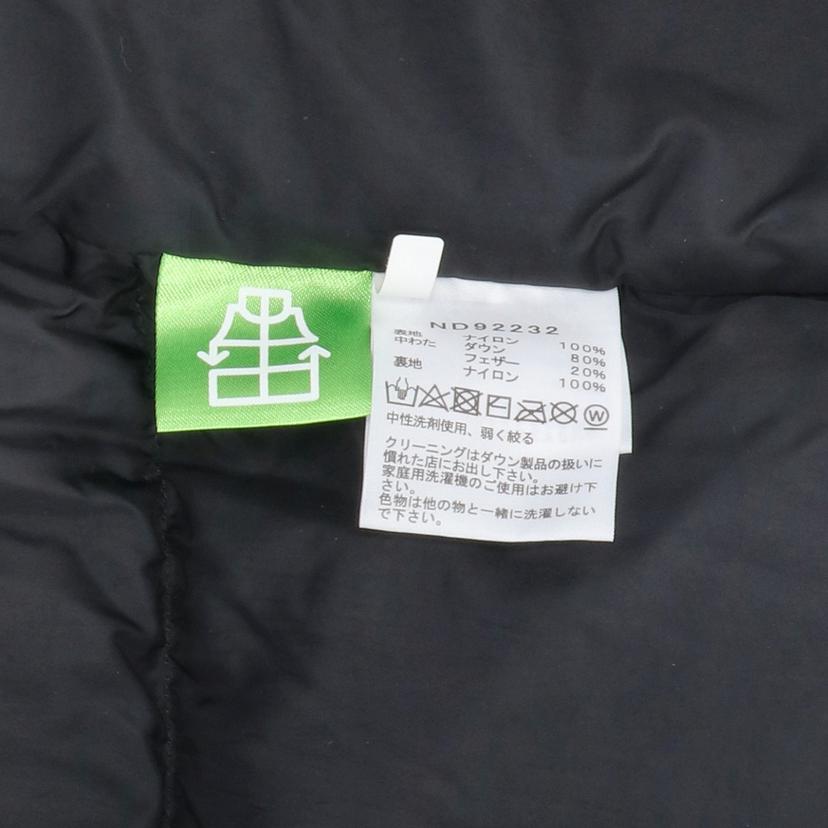 ND92232
表地 ナイロン 100%
中わた ダウン 80%
フェザー 20%
裏地 ナイロン 100%
W
中性洗剤使用、弱く絞る
クリーニングはダウン製品の扱いに
慣れた店にお出し下さい。
家庭用洗濯機のご使用はお避け下
さい。
色物は他の物と一緒に洗濯しない
で下さい。